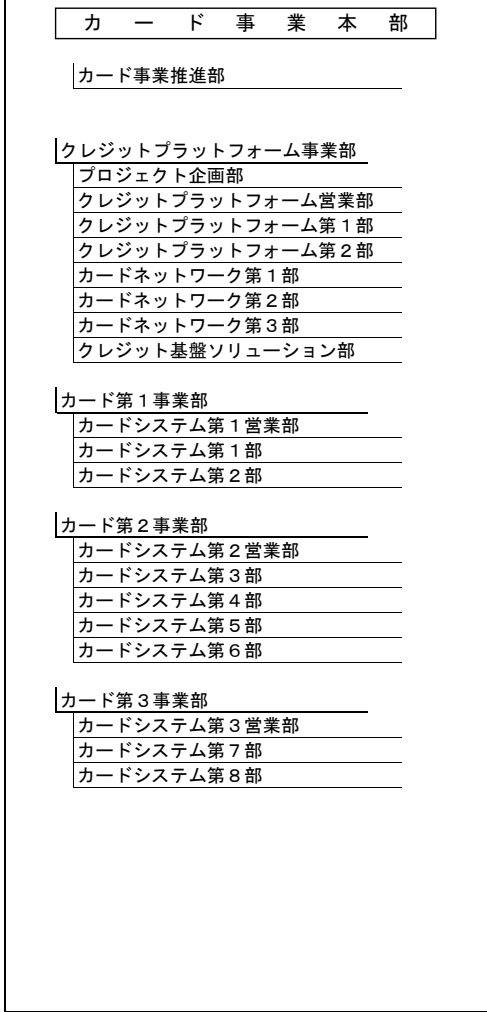 カード事業本部
カード事業推進部
クレジットプラットフォーム事業部
プロジェクト企画部
クレジットプラットフォーム営業部
クレジットプラットフォーム第１部
クレジットプラットフォーム第２部
カードネットワーク第１部
カードネットワーク第２部
カードネットワーク第３部
クレジット基盤ソリューション部
カード第１事業部
カードシステム第１営業部
カードシステム第１部
カードシステム第２部
カード第２事業部
カードシステム第２営業部
カードシステム第３部
カードシステム第４部
カードシステム第５部
カードシステム第６部
カード第３事業部
カードシステム第３営業部
カードシステム第７部
カードシステム第８部